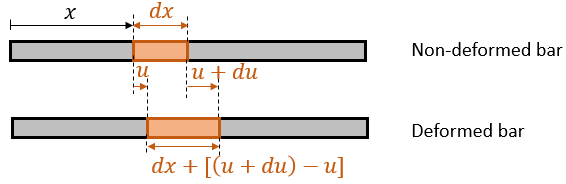 x dx
Non-deformed bar
u u + du
Deformed bar
dx + [(u + du) − u]